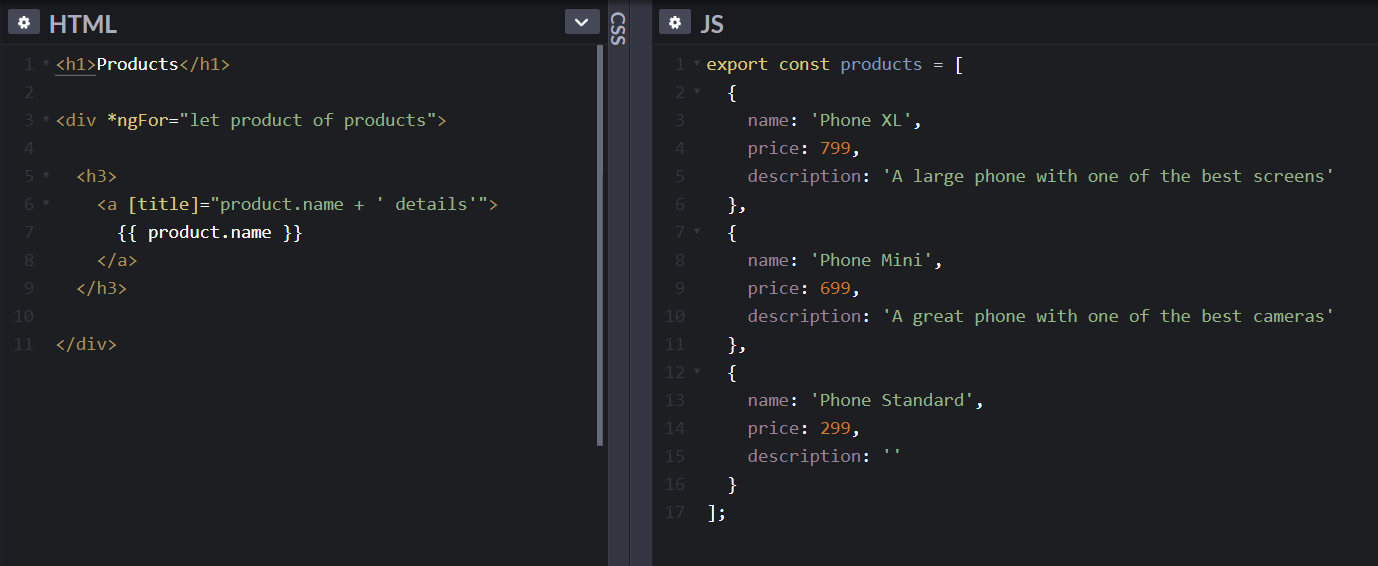 HTML
1 <h1>Products</h1>
2
3 <div *ngFor="let product of products">
4
5   <h3>
6     <a [title]="product.name + ' details'">
7       {{ product.name }}
8     </a>
9   </h3>
10
11 </div>
CSS
JS
1 export const products = [
2   {
3     name: 'Phone XL',
4     price: 799,
5     description: 'A large phone with one of the best screens'
6   },
7   {
8     name: 'Phone Mini',
9     price: 699,
10     description: 'A great phone with one of the best cameras'
11   },
12   {
13     name: 'Phone Standard',
14     price: 299,
15     description: ''
16   }
17 ];